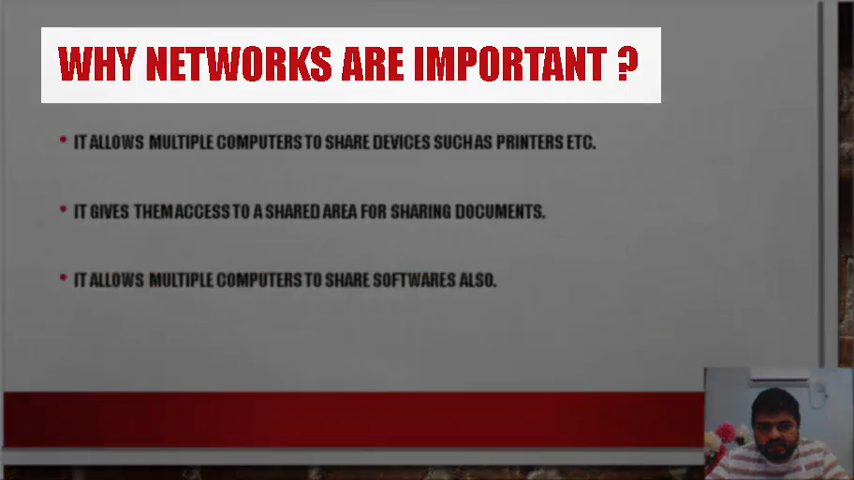 WHY NETWORKS ARE IMPORTANT ?
• IT ALLOWS MULTIPLE COMPUTERS TO SHARE DEVICES SUCH AS PRINTERS ETC.
• IT GIVES THEM ACCESS TO A SHARED AREA FOR SHARING DOCUMENTS.
• IT ALLOWS MULTIPLE COMPUTERS TO SHARE SOFTWARES ALSO.